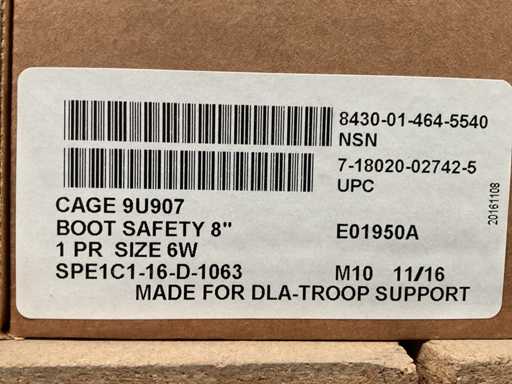 8430-01-464-5540
NSN
7-18020-02742-5
UPC
CAGE 9U907
BOOT SAFETY 8" E01950A
1 PR SIZE 6W
SPE1C1-16-D-1063 M10 11/16
MADE FOR DLA-TROOP SUPPORT
20161108